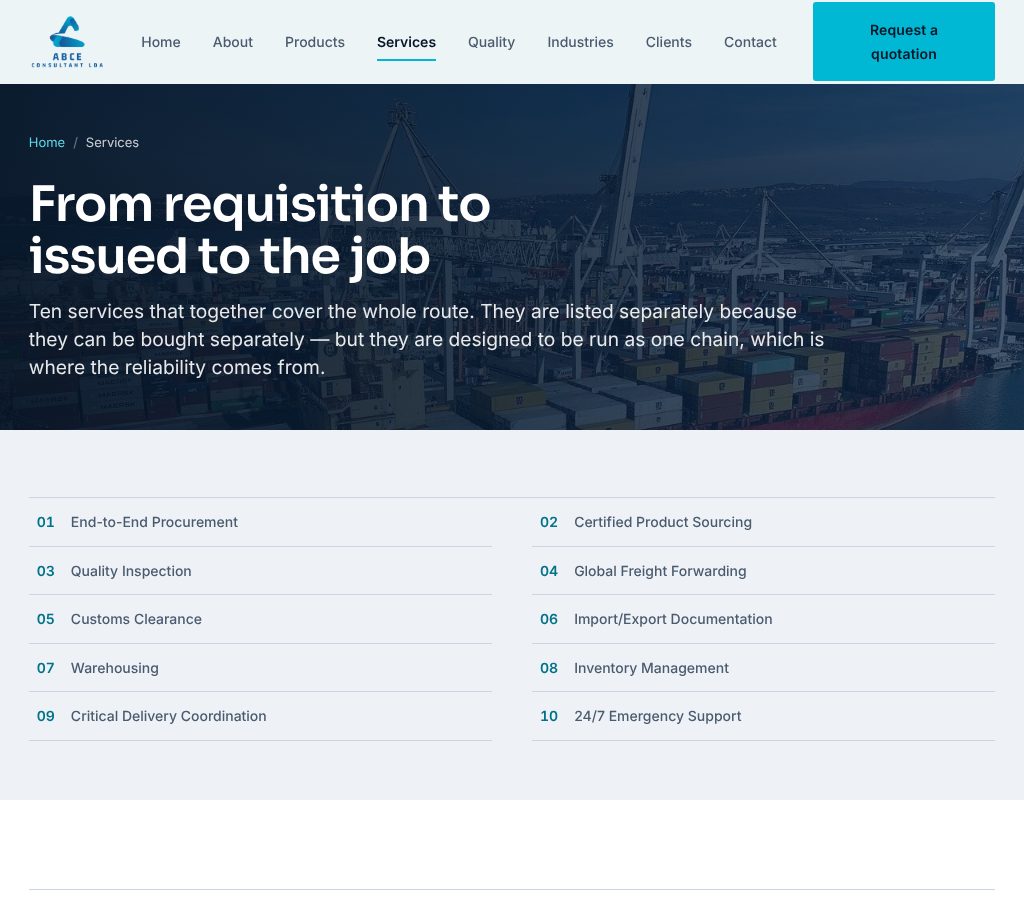 ABCE
CONSULTANT LDA
Home
About
Products
Services
Quality
Industries
Clients
Contact
Request a
quotation
Home / Services
From requisition to
issued to the job
Ten services that together cover the whole route. They are listed separately because
they can be bought separately — but they are designed to be run as one chain, which is
where the reliability comes from.
01 End-to-End Procurement
02 Certified Product Sourcing
03 Quality Inspection
04 Global Freight Forwarding
05 Customs Clearance
06 Import/Export Documentation
07 Warehousing
08 Inventory Management
09 Critical Delivery Coordination
10 24/7 Emergency Support